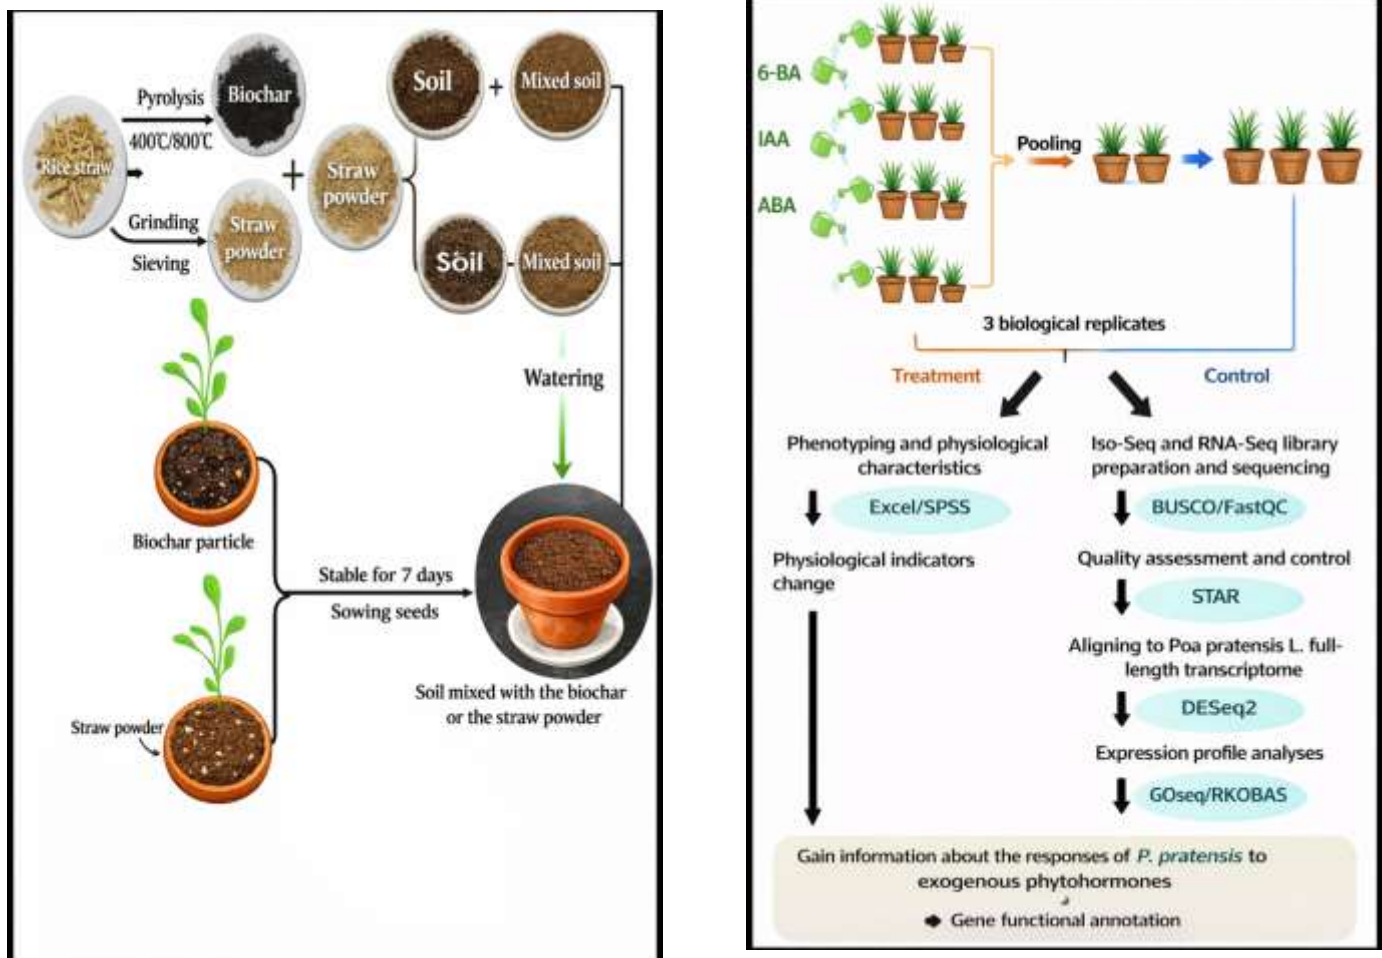 Pyrolysis
400℃/800℃
Biochar
Rice straw
Grinding
Sieving
Straw
powder
+
Straw
powder
Soil
+
Mixed soil
Soil
Mixed soil
Watering
Biochar particle
Stable for 7 days
Sowing seeds
Straw powder
Soil mixed with the biochar
or the straw powder
6-BA
IAA
ABA
Pooling
3 biological replicates
Treatment
Control
Phenotyping and physiological
characteristics
Excel/SPSS
Physiological indicators
change
Iso-Seq and RNA-Seq library
preparation and sequencing
BUSCO/FastQC
Quality assessment and control
STAR
Aligning to Poa pratensis L. full-
length transcriptome
DESeq2
Expression profile analyses
GOseq/RKOBAS
Gain information about the responses of P. pratensis to
exogenous phytohormones
Gene functional annotation